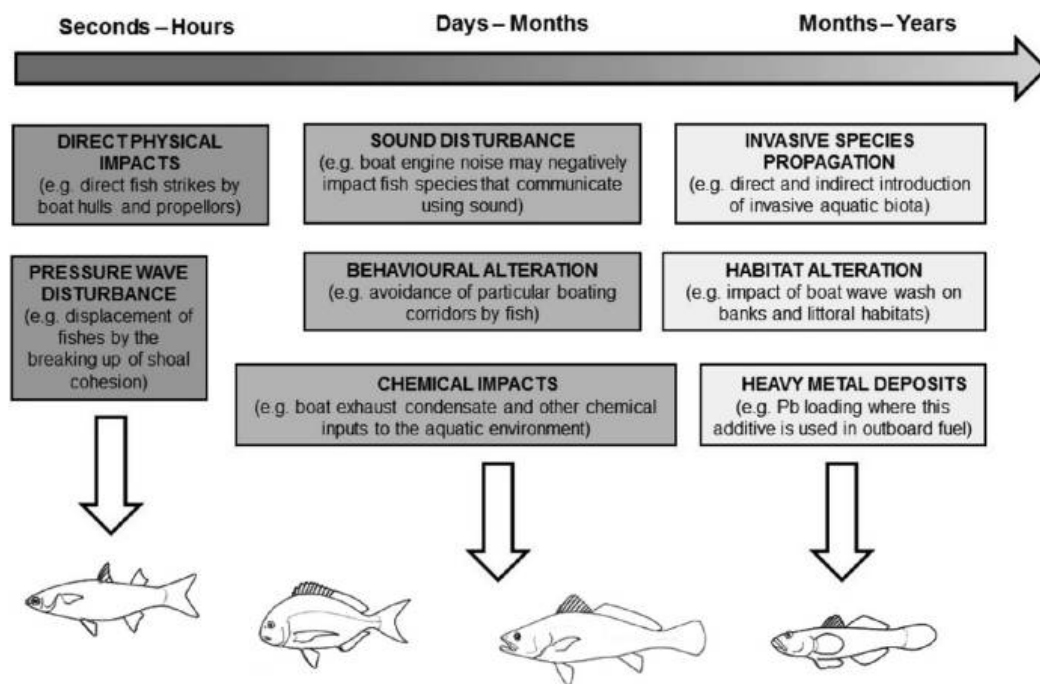 Seconds – Hours
Days – Months
Months – Years
DIRECT PHYSICAL
IMPACTS
(e.g. direct fish strikes by
boat hulls and propellors)
SOUND DISTURBANCE
(e.g. boat engine noise may negatively
impact fish species that communicate
using sound)
INVASIVE SPECIES
PROPAGATION
(e.g. direct and indirect introduction
of invasive aquatic biota)
PRESSURE WAVE
DISTURBANCE
(e.g. displacement of
fishes by the
breaking up of shoal
cohesion)
BEHAVIOURAL ALTERATION
(e.g. avoidance of particular boating
corridors by fish)
HABITAT ALTERATION
(e.g. impact of boat wave wash on
banks and littoral habitats)
CHEMICAL IMPACTS
(e.g. boat exhaust condensate and other chemical
inputs to the aquatic environment)
HEAVY METAL DEPOSITS
(e.g. Pb loading where this
additive is used in outboard fuel)